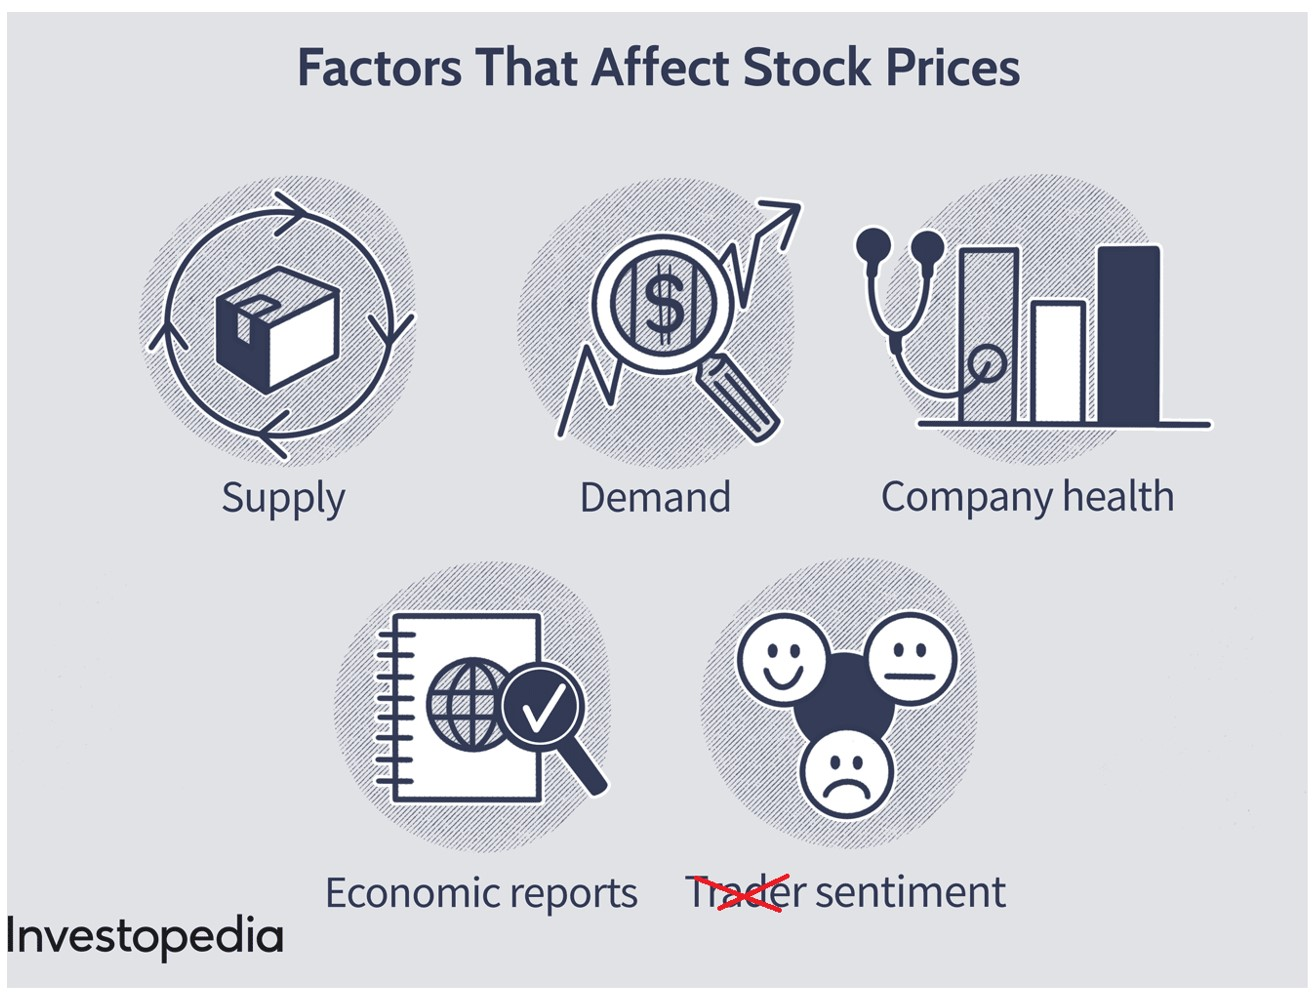 Factors That Affect Stock Prices
$
Supply
Demand
Company health
Economic reports
Trader sentiment
Investopedia